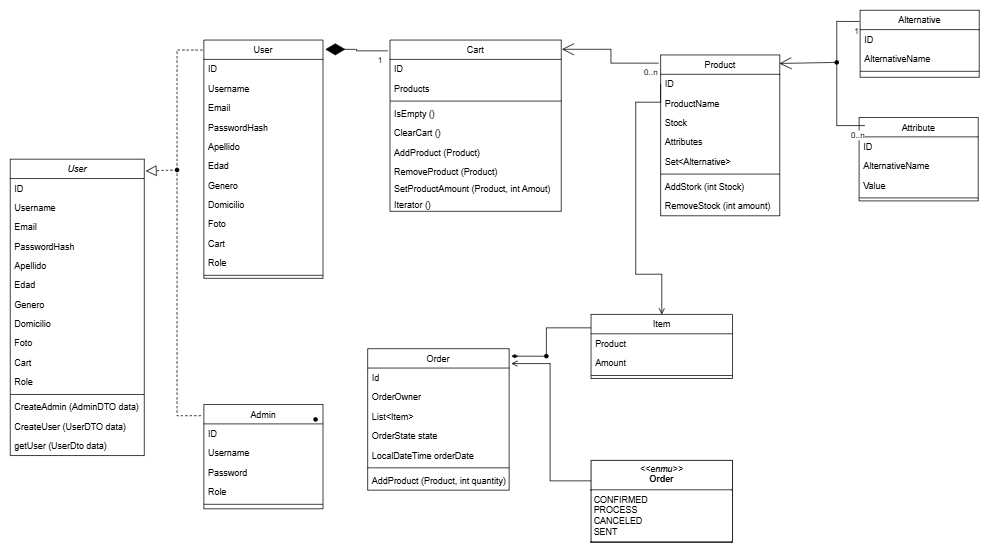 User
ID
Username
Email
PasswordHash
Apellido
Edad
Genero
Domicilio
Foto
Cart
Role
CreateAdmin (AdminDTO data)
CreateUser (UserDTO data)
getUser (UserDto data)
User
ID
Username
Email
PasswordHash
Apellido
Edad
Genero
Domicilio
Foto
Cart
Role
Admin
ID
Username
Password
Role
1
Cart
ID
Products
IsEmpty ()
ClearCart ()
AddProduct (Product)
RemoveProduct (Product)
SetProductAmount (Product, int Amout)
Iterator ()
0..n
Product
ID
ProductName
Stock
Attributes
Set<Alternative>
AddStork (int Stock)
RemoveStock (int amount)
1
Alternative
ID
AlternativeName
0..n
Attribute
ID
AlternativeName
Value
Order
Id
OrderOwner
List<Item>
OrderState state
LocalDateTime orderDate
AddProduct (Product, int quantity)
Item
Product
Amount
<<enmu>>
Order
CONFIRMED
PROCESS
CANCELED
SENT